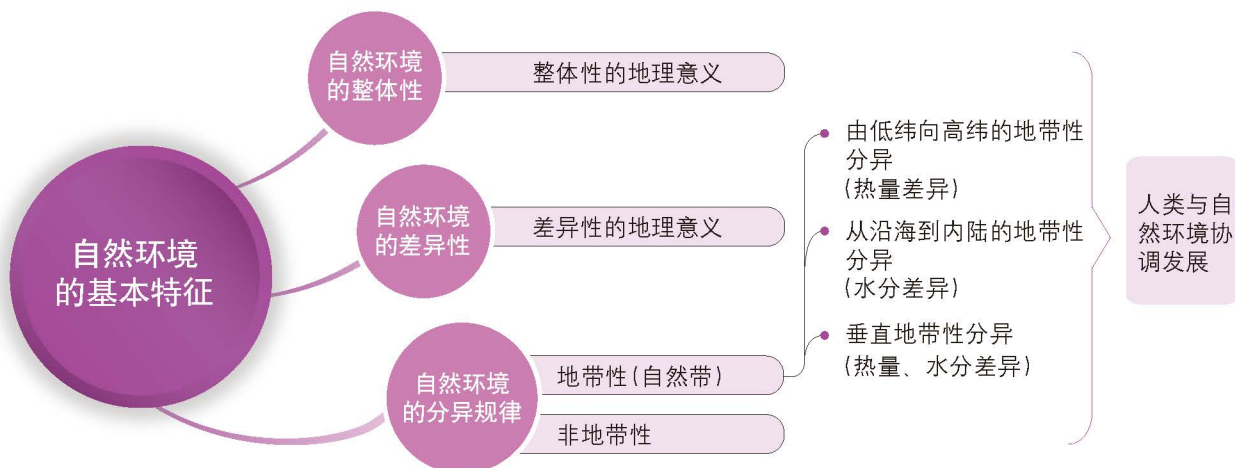 自然环境
的基本特征
自然环境
的整体性
整体性的地理意义
自然环境
的差异性
差异性的地理意义
自然环境
的分异规律
地带性(自然带)
非地带性
由低纬向高纬的地带性
分异
(热量差异)
从沿海到内陆的地带性
分异
(水分差异)
垂直地带性分异
(热量、水分差异)
人类与自
然环境协
调发展